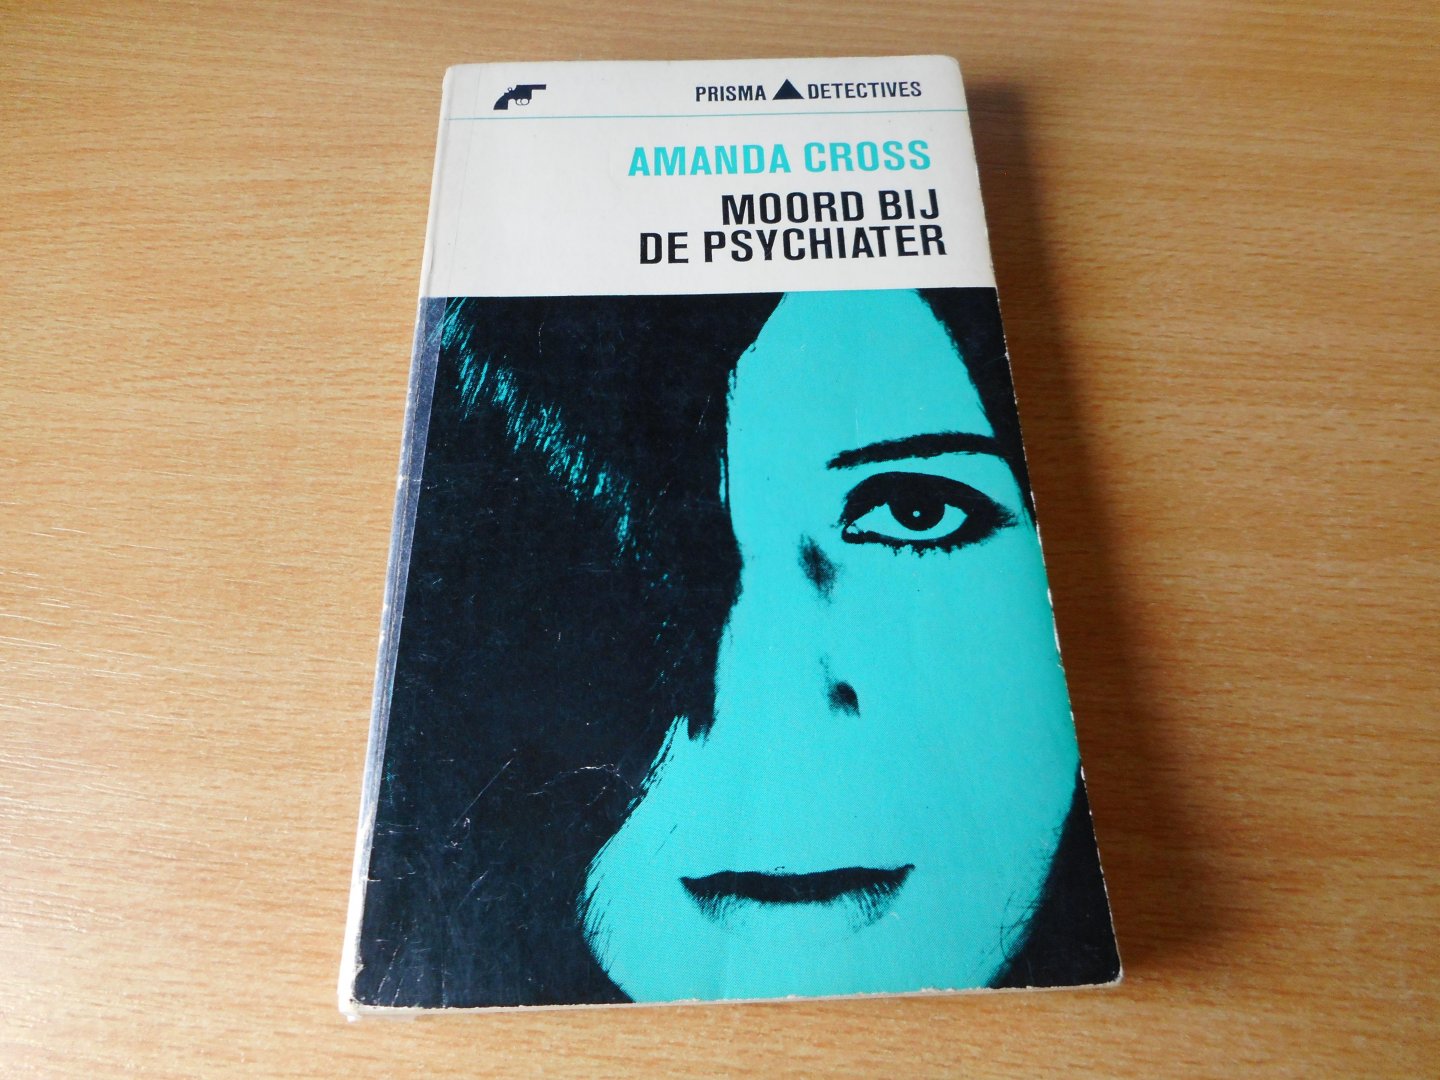 PRISMA DETECTIVES
AMANDA CROSS
MOORD BIJ
DE PSYCHIATER